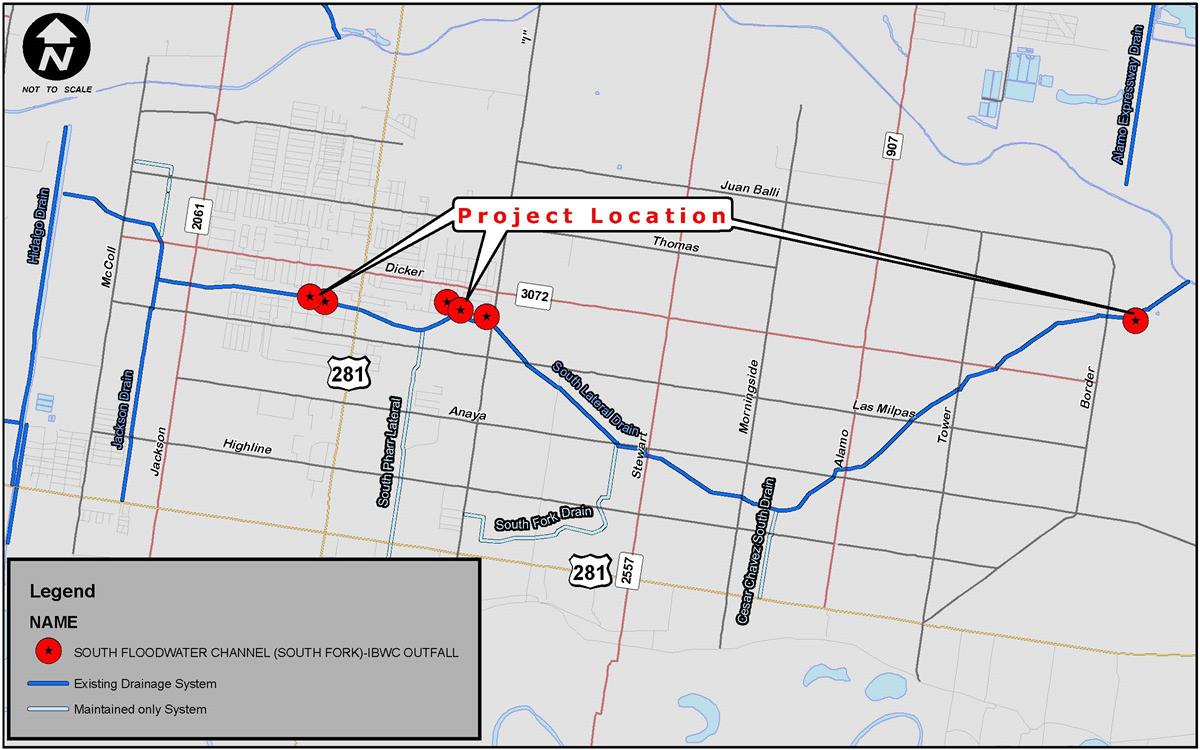 N
NOT TO SCALE
"I"
Alamo Expressway Drain
907
Juan Balli
Hidalgo Drain
2061
Project Location
McColl
Dicker
Thomas
3072
281
South Lateral Drain
Border
Morningside
Las Milpas
Jackson Drain
South Pharr Lateral
Anaya
Tower
Jackson
Highline
Stewart
Alamo
South Fork Drain
Cesar Chavez South Drain
281
2557
Legend
NAME
SOUTH FLOODWATER CHANNEL (SOUTH FORK)-IBWC OUTFALL
Existing Drainage System
Maintained only System